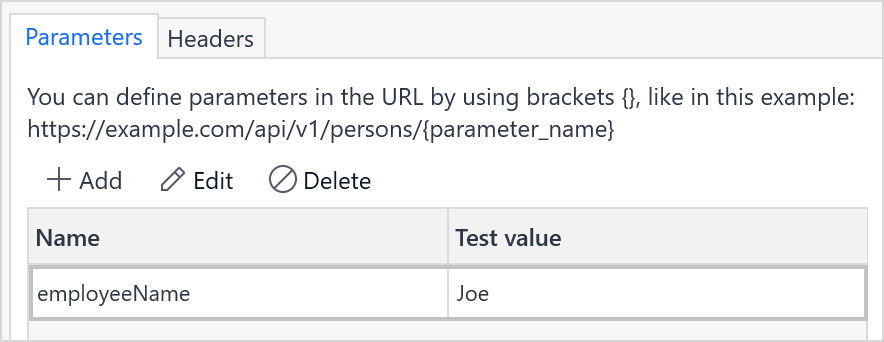 Parameters Headers
You can define parameters in the URL by using brackets {}, like in this example:
https://example.com/api/v1/persons/{parameter_name}
Add Edit Delete
Name Test value
employeeName Joe